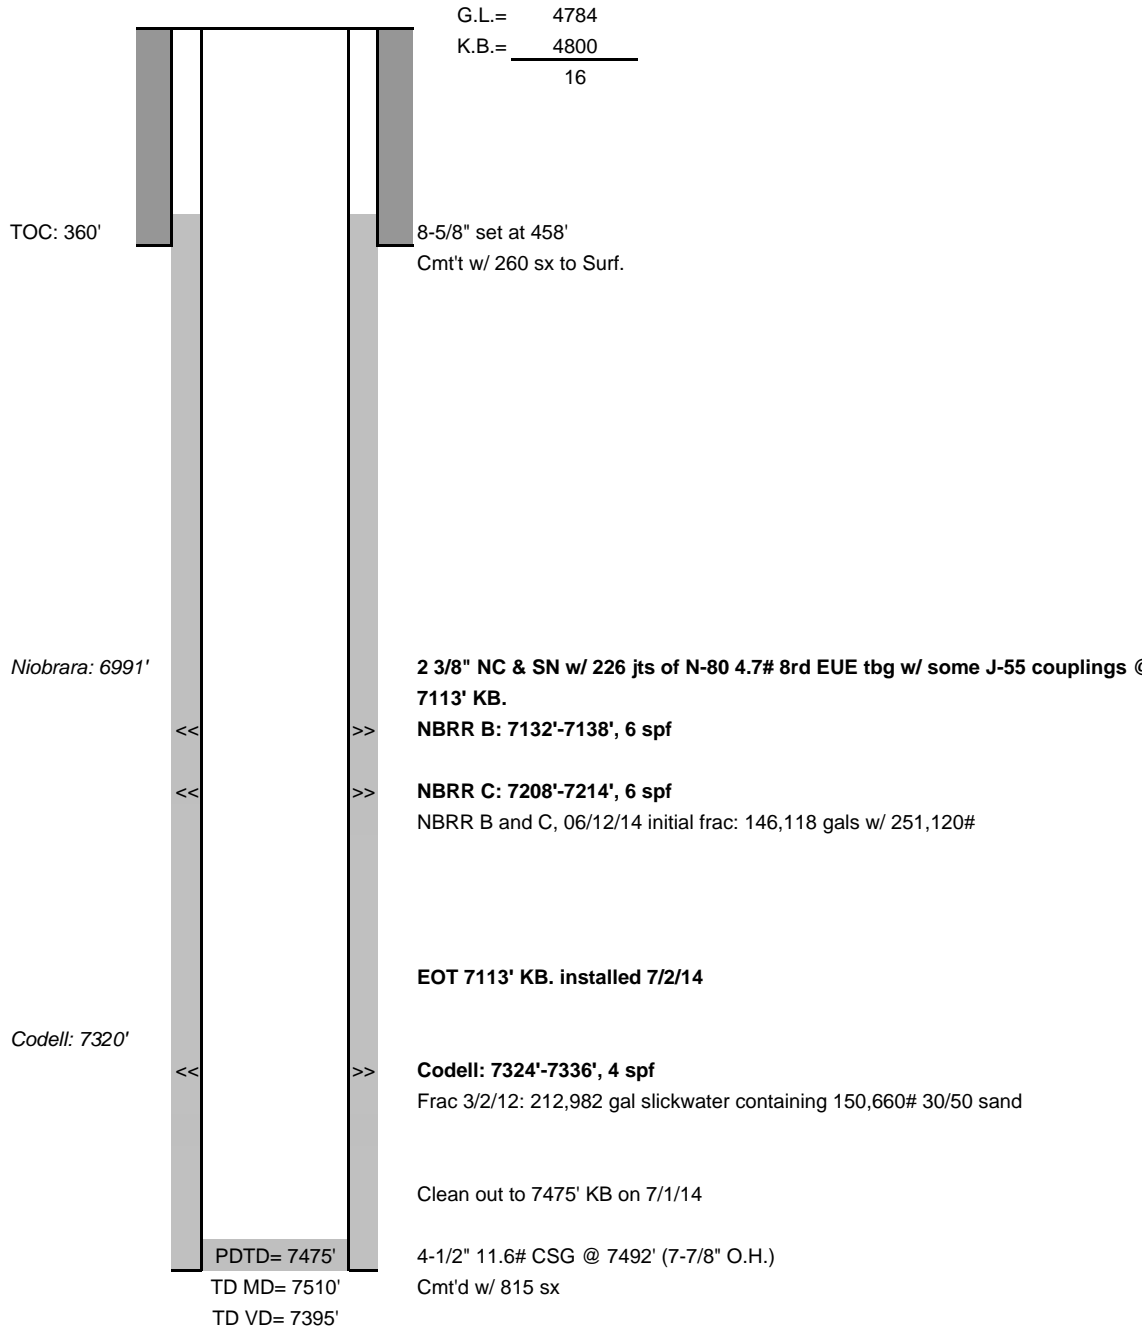 G.L.= 4784
K.B.= 4800
16
TOC: 360' 8-5/8" set at 458'
Cmt't w/ 260 sx to Surf.
Niobrara: 6991' 2 3/8" NC & SN w/ 226 jts of N-80 4.7# 8rd EUE tbg w/ some J-55 couplings @
7113' KB.
<< >> NBRR B: 7132'-7138', 6 spf
<< >> NBRR C: 7208'-7214', 6 spf
NBRR B and C, 06/12/14 initial frac: 146,118 gals w/ 251,120#
EOT 7113' KB. installed 7/2/14
Codell: 7320'
<< >> Codell: 7324'-7336', 4 spf
Frac 3/2/12: 212,982 gal slickwater containing 150,660# 30/50 sand
Clean out to 7475' KB on 7/1/14
PDTD= 7475' 4-1/2" 11.6# CSG @ 7492' (7-7/8" O.H.)
TD MD= 7510' Cmt'd w/ 815 sx
TD VD= 7395'